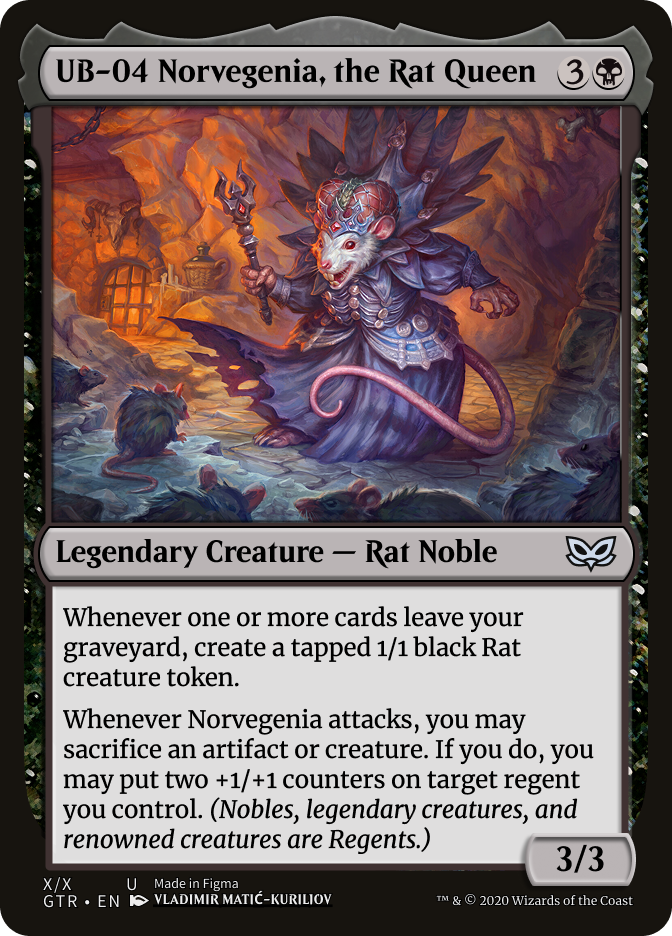 UB-04 Norvegenia, the Rat Queen 3
Legendary Creature — Rat Noble
Whenever one or more cards leave your
graveyard, create a tapped 1/1 black Rat
creature token.
Whenever Norvegenia attacks, you may
sacrifice an artifact or creature. If you do, you
may put two +1/+1 counters on target regent
you control. (Nobles, legendary creatures, and
renowned creatures are Regents.)
3/3
X/X U Made in Figma
GTR • EN VLADIMIR MATIĆ-KURILJOV ™ & © 2020 Wizards of the Coast